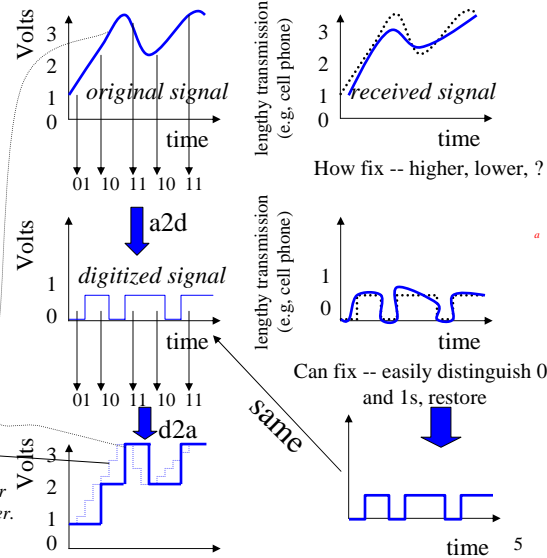 Volts
3
2
1
0
original signal
time
01 10 11 10 11
a2d
Volts
1
0
digitized signal
time
01 10 11 10 11
d2a
Volts
3
2
1
0
r
er.
lengthy transmission
(e.g, cell phone)
3
2
1
0
received signal
time
How fix -- higher, lower, ?
a
lengthy transmission
(e.g, cell phone)
1
0
time
Can fix -- easily distinguish 0
and 1s, restore
same
time
5